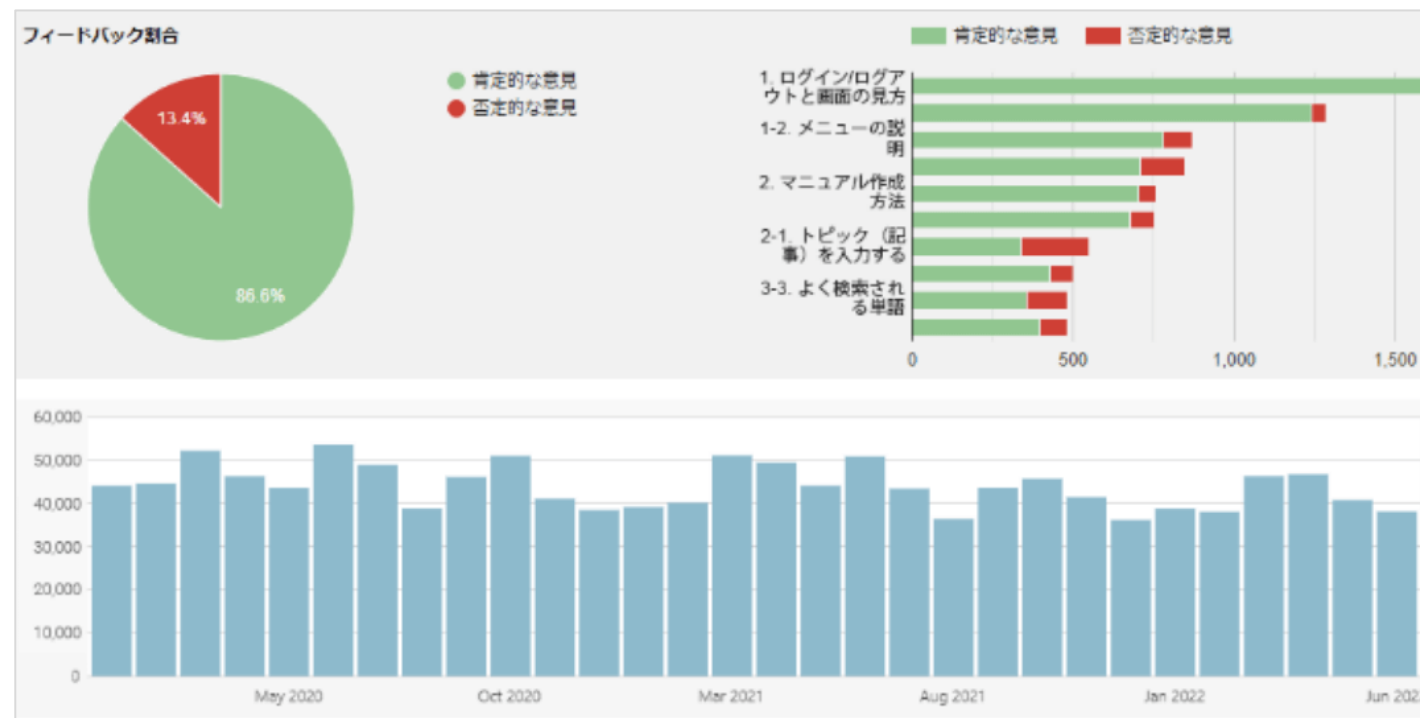 フィードバック割合
肯定的な意見
否定的な意見
13.4%
86.6%
肯定的な意見
否定的な意見
1. ログイン/ログア
ウトと画面の見方
1-2. メニューの説
明
2. マニュアル作成
方法
2-1. トピック（記
事）を入力する
3-3. よく検索され
る単語
0
500
1,000
1,500
60,000
50,000
40,000
30,000
20,000
10,000
0
May 2020
Oct 2020
Mar 2021
Aug 2021
Jan 2022
Jun 202